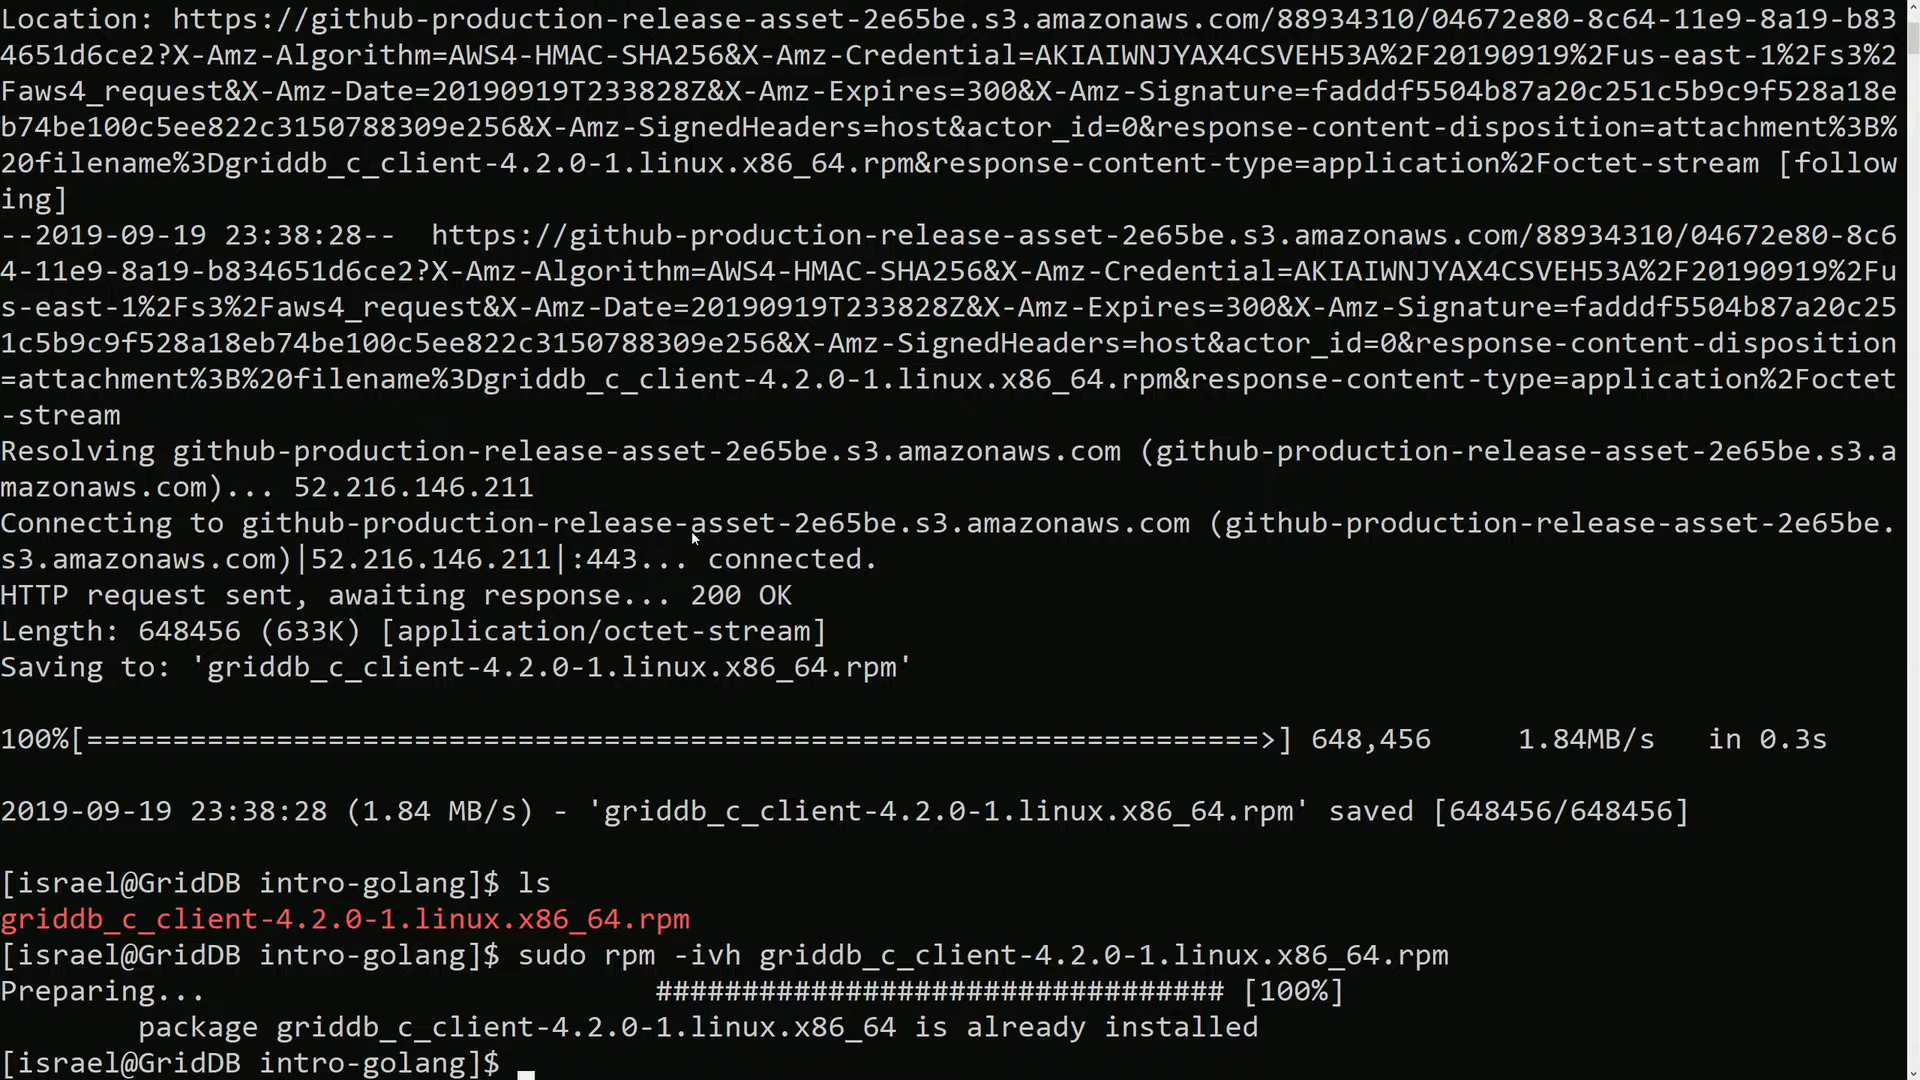 Location: https://github-production-release-asset-2e65be.s3.amazonaws.com/88934310/04672e80-8c64-11e9-8a19-b83
4651d6ce2?X-Amz-Algorithm=AWS4-HMAC-SHA256&X-Amz-Credential=AKIAIWNJYAX4CSVEH53A%2F20190919%2Fus-east-1%2Fs3%2
Faws4_request&X-Amz-Date=20190919T233828Z&X-Amz-Expires=300&X-Amz-Signature=fadddf5504b87a20c251c5b9c9f528a18e
b74be100c5ee822c3150788309e256&X-Amz-SignedHeaders=host&actor_id=0&response-content-disposition=attachment%3B%
20filename%3Dgriddb_c_client-4.2.0-1.linux.x86_64.rpm&response-content-type=application%2Foctet-stream [follow
ing]
--2019-09-19 23:38:28--  https://github-production-release-asset-2e65be.s3.amazonaws.com/88934310/04672e80-8c6
4-11e9-8a19-b834651d6ce2?X-Amz-Algorithm=AWS4-HMAC-SHA256&X-Amz-Credential=AKIAIWNJYAX4CSVEH53A%2F20190919%2Fu
s-east-1%2Fs3%2Faws4_request&X-Amz-Date=20190919T233828Z&X-Amz-Expires=300&X-Amz-Signature=fadddf5504b87a20c25
1c5b9c9f528a18eb74be100c5ee822c3150788309e256&X-Amz-SignedHeaders=host&actor_id=0&response-content-disposition
=attachment%3B%20filename%3Dgriddb_c_client-4.2.0-1.linux.x86_64.rpm&response-content-type=application%2Foctet
-stream
Resolving github-production-release-asset-2e65be.s3.amazonaws.com (github-production-release-asset-2e65be.s3.a
mazonaws.com)... 52.216.146.211
Connecting to github-production-release-asset-2e65be.s3.amazonaws.com (github-production-release-asset-2e65be.
s3.amazonaws.com)|52.216.146.211|:443... connected.
HTTP request sent, awaiting response... 200 OK
Length: 648456 (633K) [application/octet-stream]
Saving to: 'griddb_c_client-4.2.0-1.linux.x86_64.rpm'
100%[====================================================================>] 648,456     1.84MB/s   in 0.3s
2019-09-19 23:38:28 (1.84 MB/s) - 'griddb_c_client-4.2.0-1.linux.x86_64.rpm' saved [648456/648456]
[israel@GridDB intro-golang]$ ls
griddb_c_client-4.2.0-1.linux.x86_64.rpm
[israel@GridDB intro-golang]$ sudo rpm -ivh griddb_c_client-4.2.0-1.linux.x86_64.rpm
Preparing...                          ################################# [100%]
        package griddb_c_client-4.2.0-1.linux.x86_64 is already installed
[israel@GridDB intro-golang]$